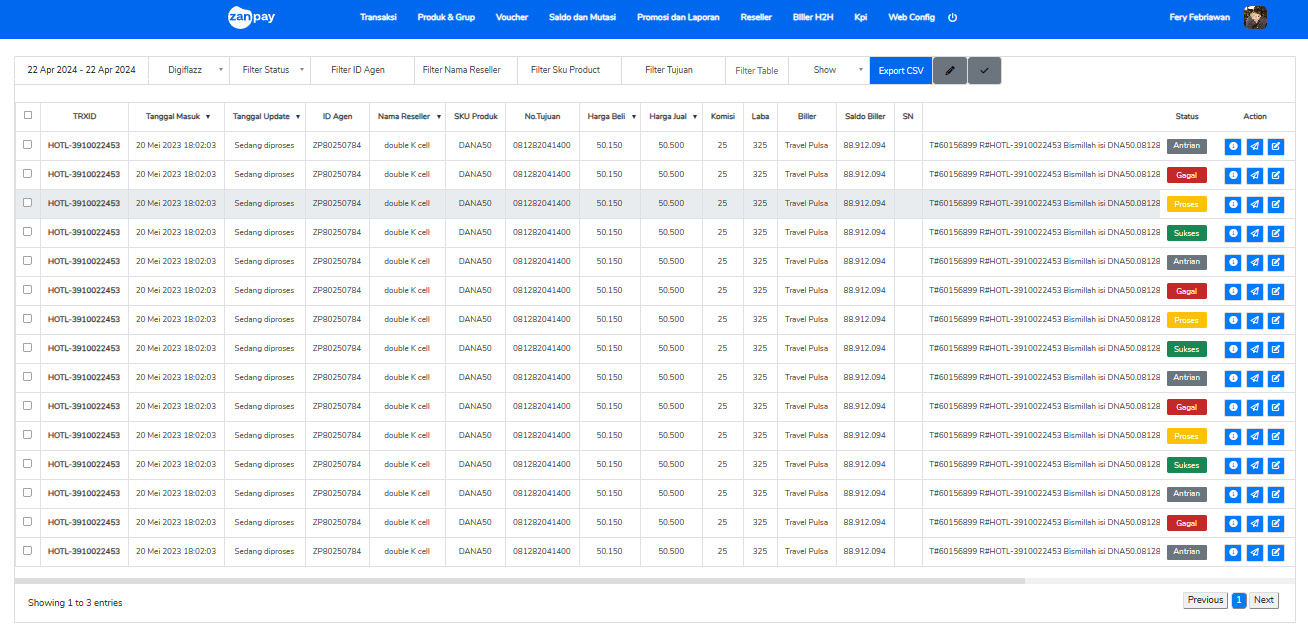 zanpay Transaksi Produk & Grup Voucher Saldo dan Mutasi Promosi dan Laporan Reseller Biller H2H Kpi Web Config Fery Febriawan
22 Apr 2024 - 22 Apr 2024 Digiflazz Filter Status Filter ID Agen Filter Nama Reseller Filter Sku Product Filter Tujuan Filter Table Show Export CSV
TRXID Tanggal Masuk Tanggal Update ID Agen Nama Reseller SKU Produk No.Tujuan Harga Beli Harga Jual Komisi Laba Biller Saldo Biller SN Status Action
HOTL-3910022453 20 Mei 2023 18:02:03 Sedang diproses ZP80250784 double K cell DANA50 081282041400 50.150 50.500 25 325 Travel Pulsa 88.912.094 T#60156899 R#HOTL-3910022453 Bismillah isi DNA50.08128 Antrian
HOTL-3910022453 20 Mei 2023 18:02:03 Sedang diproses ZP80250784 double K cell DANA50 081282041400 50.150 50.500 25 325 Travel Pulsa 88.912.094 T#60156899 R#HOTL-3910022453 Bismillah isi DNA50.08128 Gagal
HOTL-3910022453 20 Mei 2023 18:02:03 Sedang diproses ZP80250784 double K cell DANA50 081282041400 50.150 50.500 25 325 Travel Pulsa 88.912.094 T#60156899 R#HOTL-3910022453 Bismillah isi DNA50.08128 Proses
HOTL-3910022453 20 Mei 2023 18:02:03 Sedang diproses ZP80250784 double K cell DANA50 081282041400 50.150 50.500 25 325 Travel Pulsa 88.912.094 T#60156899 R#HOTL-3910022453 Bismillah isi DNA50.08128 Sukses
HOTL-3910022453 20 Mei 2023 18:02:03 Sedang diproses ZP80250784 double K cell DANA50 081282041400 50.150 50.500 25 325 Travel Pulsa 88.912.094 T#60156899 R#HOTL-3910022453 Bismillah isi DNA50.08128 Antrian
HOTL-3910022453 20 Mei 2023 18:02:03 Sedang diproses ZP80250784 double K cell DANA50 081282041400 50.150 50.500 25 325 Travel Pulsa 88.912.094 T#60156899 R#HOTL-3910022453 Bismillah isi DNA50.08128 Gagal
HOTL-3910022453 20 Mei 2023 18:02:03 Sedang diproses ZP80250784 double K cell DANA50 081282041400 50.150 50.500 25 325 Travel Pulsa 88.912.094 T#60156899 R#HOTL-3910022453 Bismillah isi DNA50.08128 Proses
HOTL-3910022453 20 Mei 2023 18:02:03 Sedang diproses ZP80250784 double K cell DANA50 081282041400 50.150 50.500 25 325 Travel Pulsa 88.912.094 T#60156899 R#HOTL-3910022453 Bismillah isi DNA50.08128 Sukses
HOTL-3910022453 20 Mei 2023 18:02:03 Sedang diproses ZP80250784 double K cell DANA50 081282041400 50.150 50.500 25 325 Travel Pulsa 88.912.094 T#60156899 R#HOTL-3910022453 Bismillah isi DNA50.08128 Antrian
HOTL-3910022453 20 Mei 2023 18:02:03 Sedang diproses ZP80250784 double K cell DANA50 081282041400 50.150 50.500 25 325 Travel Pulsa 88.912.094 T#60156899 R#HOTL-3910022453 Bismillah isi DNA50.08128 Gagal
HOTL-3910022453 20 Mei 2023 18:02:03 Sedang diproses ZP80250784 double K cell DANA50 081282041400 50.150 50.500 25 325 Travel Pulsa 88.912.094 T#60156899 R#HOTL-3910022453 Bismillah isi DNA50.08128 Proses
HOTL-3910022453 20 Mei 2023 18:02:03 Sedang diproses ZP80250784 double K cell DANA50 081282041400 50.150 50.500 25 325 Travel Pulsa 88.912.094 T#60156899 R#HOTL-3910022453 Bismillah isi DNA50.08128 Sukses
HOTL-3910022453 20 Mei 2023 18:02:03 Sedang diproses ZP80250784 double K cell DANA50 081282041400 50.150 50.500 25 325 Travel Pulsa 88.912.094 T#60156899 R#HOTL-3910022453 Bismillah isi DNA50.08128 Antrian
HOTL-3910022453 20 Mei 2023 18:02:03 Sedang diproses ZP80250784 double K cell DANA50 081282041400 50.150 50.500 25 325 Travel Pulsa 88.912.094 T#60156899 R#HOTL-3910022453 Bismillah isi DNA50.08128 Gagal
HOTL-3910022453 20 Mei 2023 18:02:03 Sedang diproses ZP80250784 double K cell DANA50 081282041400 50.150 50.500 25 325 Travel Pulsa 88.912.094 T#60156899 R#HOTL-3910022453 Bismillah isi DNA50.08128 Antrian
Showing 1 to 3 entries Previous 1 Next